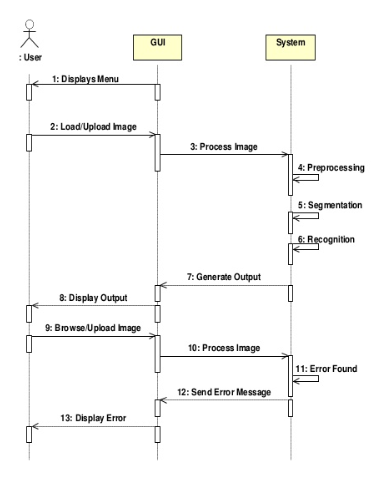 GUI
System
: User
1: Displays Menu
2: Load/Upload Image
3: Process Image
4: Preprocessing
5: Segmentation
6: Recognition
7: Generate Output
8: Display Output
9: Browse/Upload Image
10: Process Image
11: Error Found
12: Send Error Message
13: Display Error